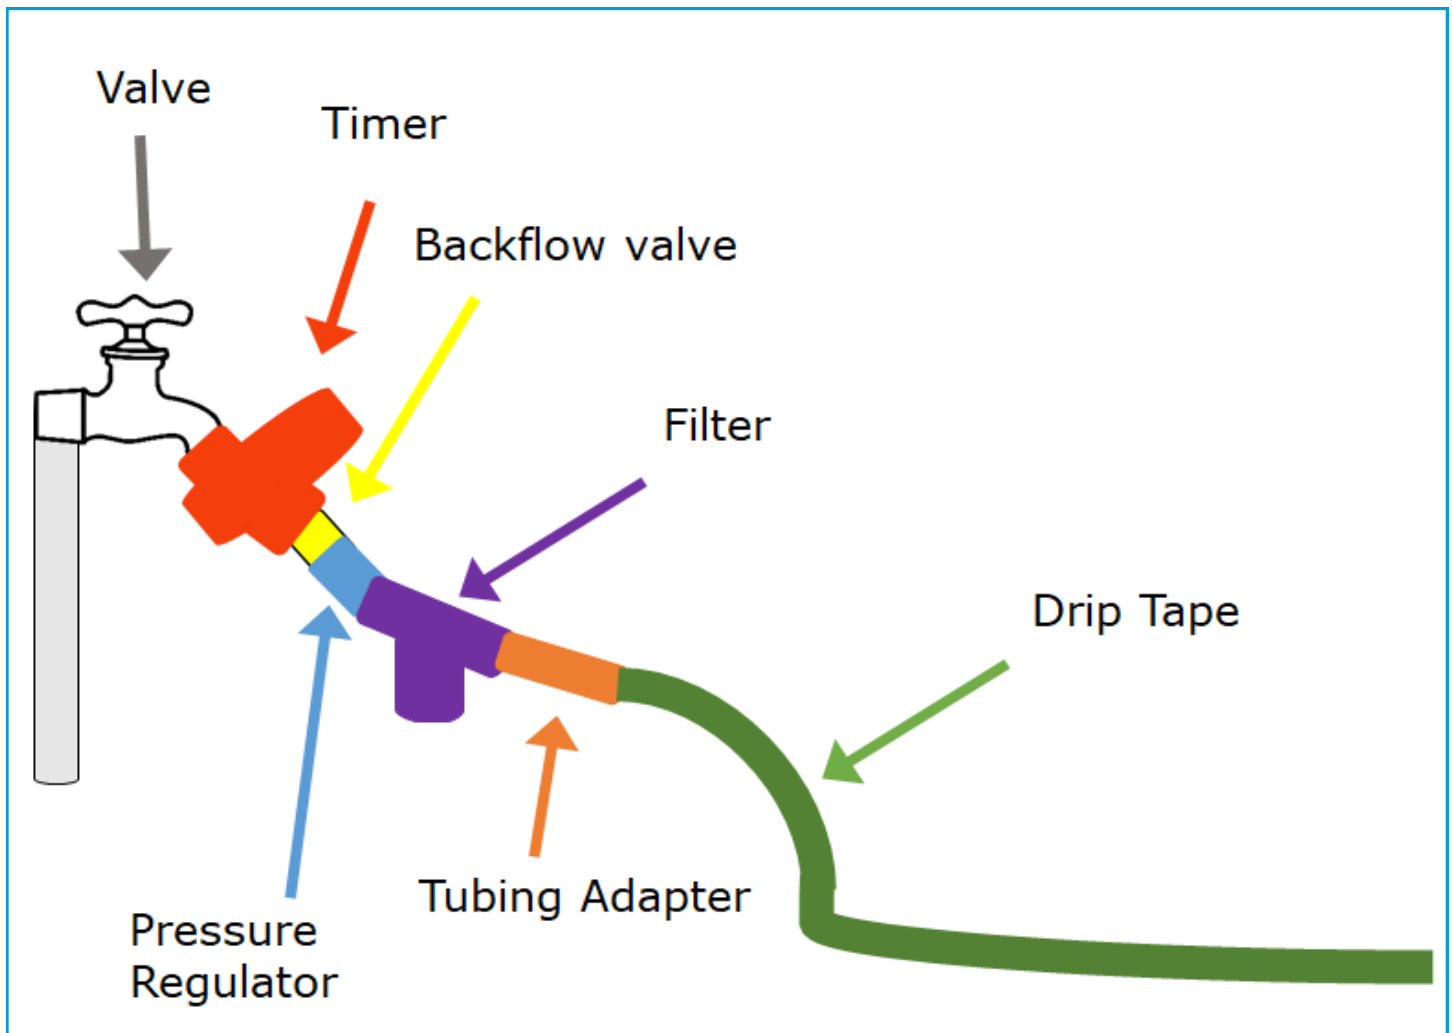 Valve
Timer
Backflow valve
Filter
Drip Tape
Tubing Adapter
Pressure
Regulator